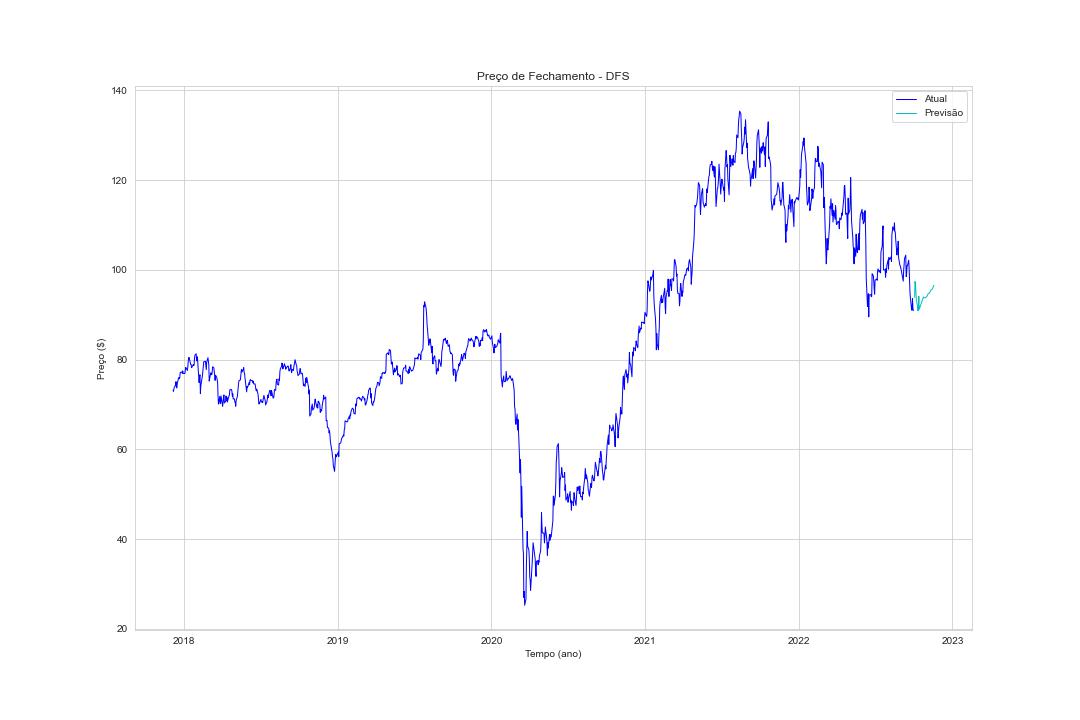 Preço de Fechamento - DFS
Atual
Previsão
Preço ($)
140
120
100
80
60
40
20
2018
2019
2020
2021
2022
2023
Tempo (ano)